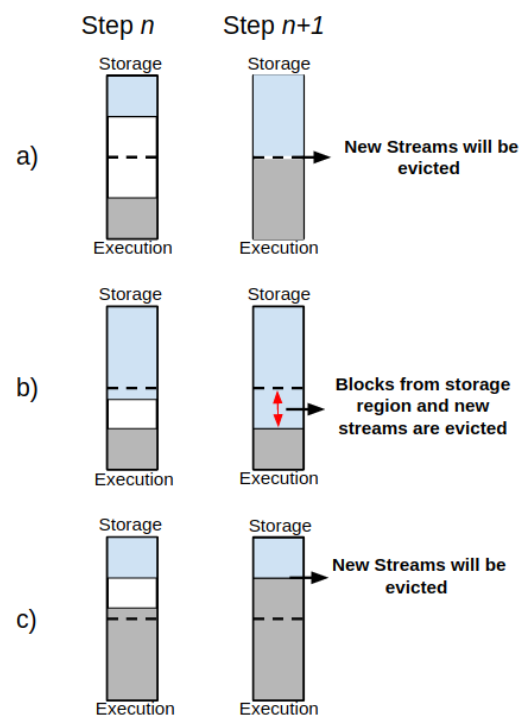 Step n Step n+1
Storage Storage
a)
New Streams will be
evicted
Execution Execution
Storage Storage
b)
Blocks from storage
region and new
streams are evicted
Execution Execution
Storage Storage
New Streams will be
evicted
c)
Execution Execution